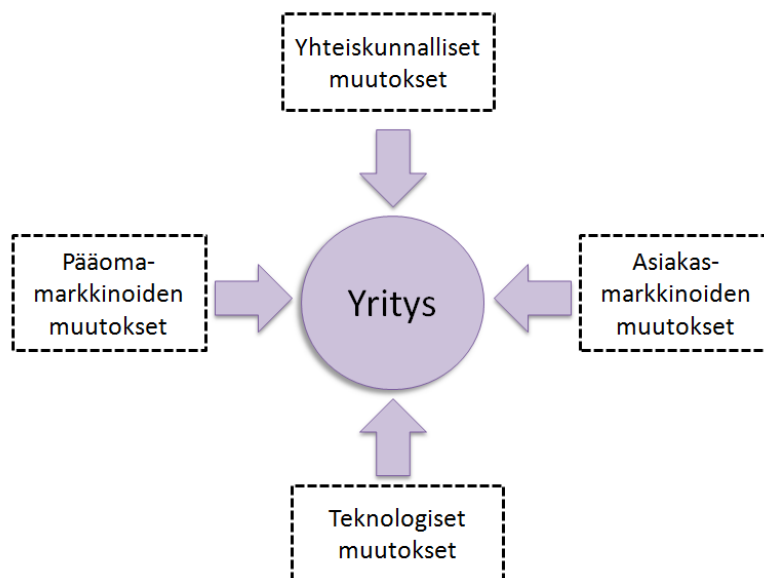 Yhteiskunnalliset
muutokset
Pääoma-
markkinoiden
muutokset
Yritys
Asiakas-
markkinoiden
muutokset
Teknologiset
muutokset